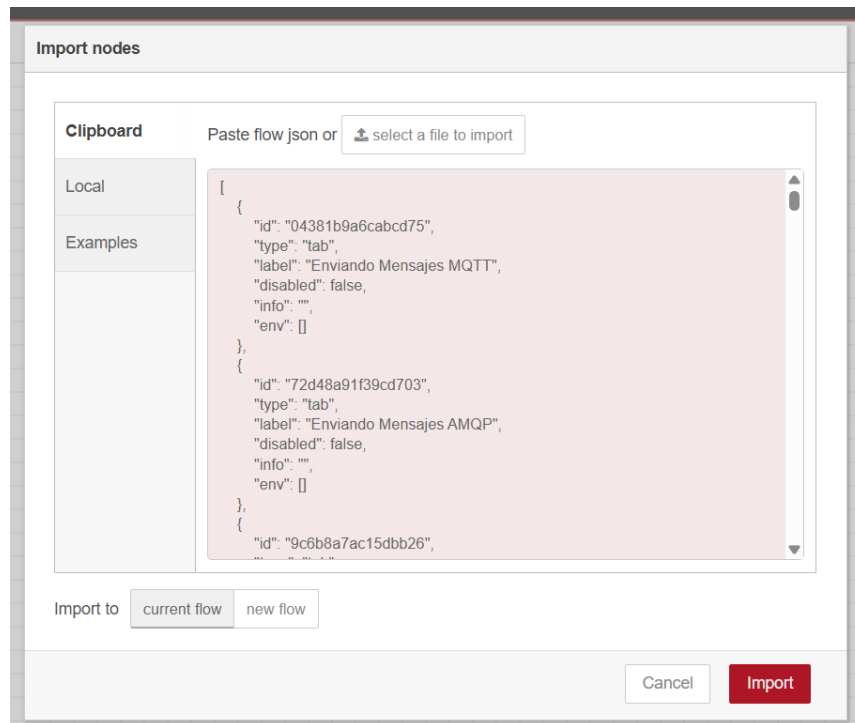 Import nodes
Clipboard
Paste flow json or select a file to import
Local
Examples
[
{
"id": "04381b9a6cabcd75",
"type": "tab",
"label": "Enviando Mensajes MQTT",
"disabled": false,
"info": "",
"env": []
},
{
"id": "72d48a91f39cd703",
"type": "tab",
"label": "Enviando Mensajes AMQP",
"disabled": false,
"info": "",
"env": []
},
{
"id": "9c6b8a7ac15dbb26",
Import to current flow new flow
Cancel Import